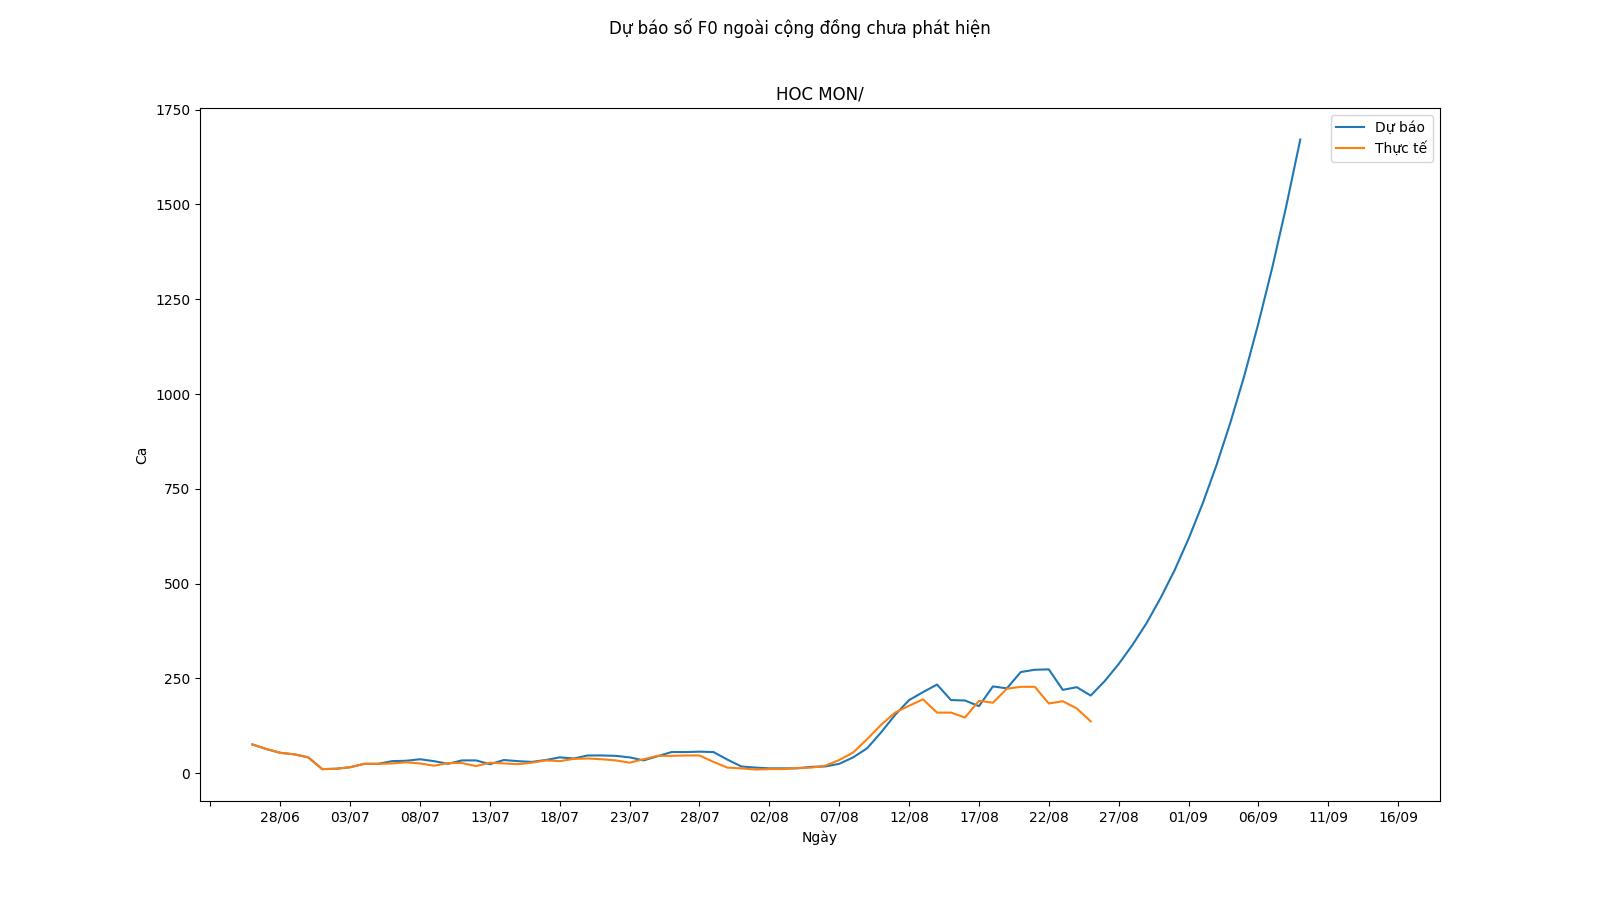 Dự báo số F0 ngoài cộng đồng chưa phát hiện
HOC MON/
1750
1500
1250
1000
750
500
250
0
Ca
Dự báo
Thực tế
28/06 03/07 08/07 13/07 18/07 23/07 28/07 02/08 07/08 12/08 17/08 22/08 27/08 01/09 06/09 11/09 16/09
Ngày